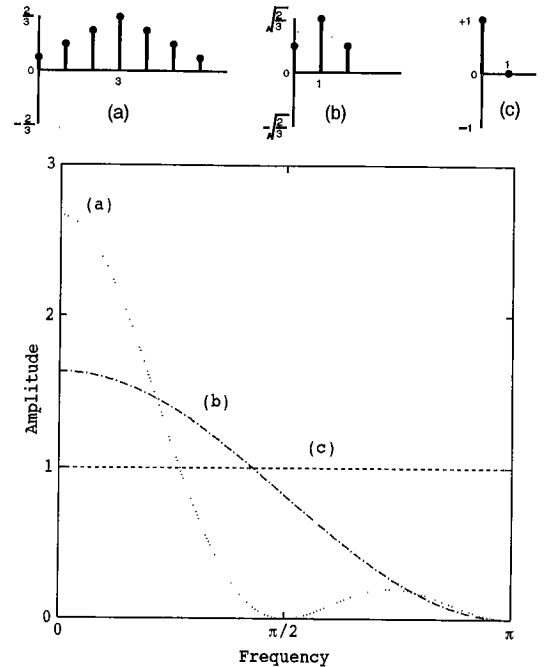 2/3
0
-2/3
3
(a)
√2/3
0
-√2/3
1
(b)
+1
0
-1
1
(c)
3
2
1
0
Amplitude
(a)
(b)
(c)
0
π/2
π
Frequency